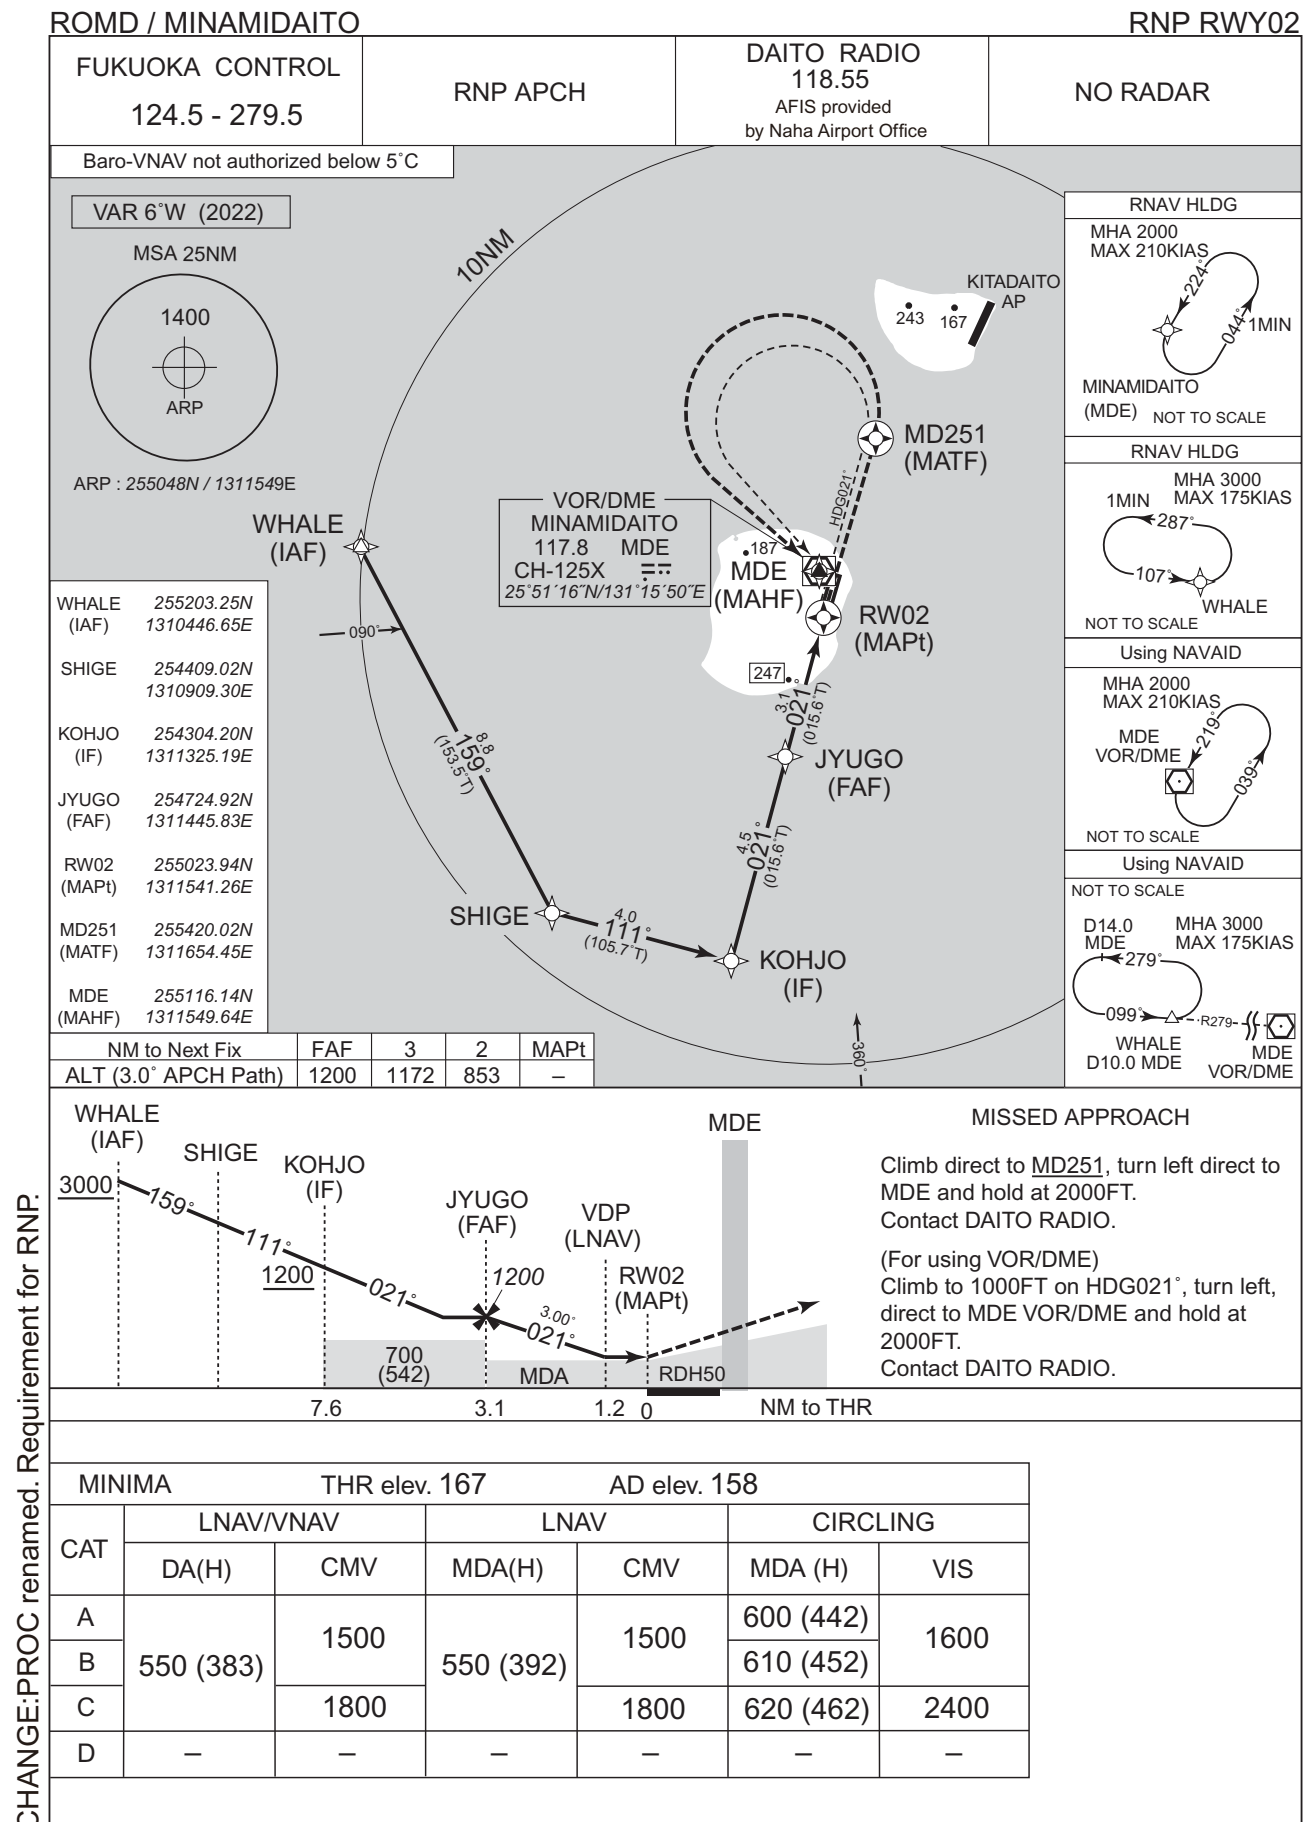 ROMD / MINAMIDAITO
RNP RWY02
FUKUOKA CONTROL
124.5 - 279.5
RNP APCH
DAITO RADIO
118.55
AFIS provided
by Naha Airport Office
NO RADAR
Baro-VNAV not authorized below 5˚C
VAR 6˚W (2022)
MSA 25NM
1400
ARP
ARP : 255048N / 1311549E
10NM
KITADAITO
AP
243
167
MD251
(MATF)
HDG021˚
WHALE
(IAF)
VOR/DME
MINAMIDAITO
117.8 MDE
CH-125X
25˚51´16˝N/131˚15´50˝E
187
MDE
(MAHF)
RW02
(MAPt)
247
3.1
021˚
(015.6˚T)
090˚
8.8
159˚
(153.5˚T)
JYUGO
(FAF)
4.5
021˚
(015.6˚T)
SHIGE
4.0
111˚
(105.7˚T)
KOHJO
(IF)
360˚
WHALE 255203.25N
(IAF) 1310446.65E
SHIGE 254409.02N
1310909.30E
KOHJO 254304.20N
(IF) 1311325.19E
JYUGO 254724.92N
(FAF) 1311445.83E
RW02 255023.94N
(MAPt) 1311541.26E
MD251 255420.02N
(MATF) 1311654.45E
MDE 255116.14N
(MAHF) 1311549.64E
NM to Next Fix FAF 3 2 MAPt
ALT (3.0˚ APCH Path) 1200 1172 853 –
RNAV HLDG
MHA 2000
MAX 210KIAS
224˚
044˚
1MIN
MINAMIDAITO
(MDE)
NOT TO SCALE
RNAV HLDG
MHA 3000
MAX 175KIAS
1MIN
287˚
107˚
WHALE
NOT TO SCALE
Using NAVAID
MHA 2000
MAX 210KIAS
MDE
VOR/DME
219˚
039˚
NOT TO SCALE
Using NAVAID
NOT TO SCALE
D14.0
MDE
MHA 3000
MAX 175KIAS
279˚
099˚
R279
WHALE
D10.0 MDE
MDE
VOR/DME
WHALE
(IAF)
SHIGE
KOHJO
(IF)
JYUGO
(FAF)
VDP
(LNAV)
RW02
(MAPt)
MDE
3000
159˚
111˚
1200
021˚
1200
3.00˚
021˚
700
(542)
MDA
RDH50
7.6 3.1 1.2 0 NM to THR
MISSED APPROACH
Climb direct to MD251, turn left direct to
MDE and hold at 2000FT.
Contact DAITO RADIO.
(For using VOR/DME)
Climb to 1000FT on HDG021˚, turn left,
direct to MDE VOR/DME and hold at
2000FT.
Contact DAITO RADIO.
MINIMA THR elev. 167 AD elev. 158
CAT LNAV/VNAV LNAV CIRCLING
DA(H) CMV MDA(H) CMV MDA (H) VIS
A 550 (383) 1500 550 (392) 1500 600 (442) 1600
B 610 (452)
C 1800 1800 620 (462) 2400
D – – – – – –
CHANGE:PROC renamed. Requirement for RNP.